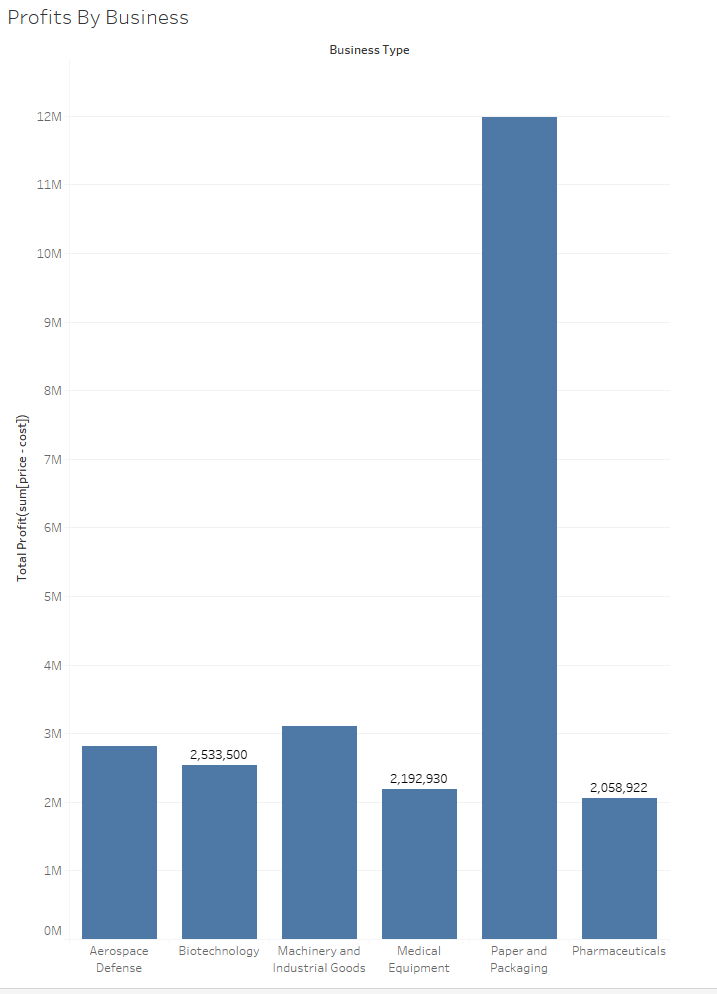 Profits By Business
Business Type
12M
11M
10M
9M
8M
7M
6M
5M
4M
3M
2M
1M
0M
Total Profit(sum[price - cost])
2,533,500
2,192,930
2,058,922
Aerospace
Defense
Biotechnology
Machinery and
Industrial Goods
Medical
Equipment
Paper and
Packaging
Pharmaceuticals